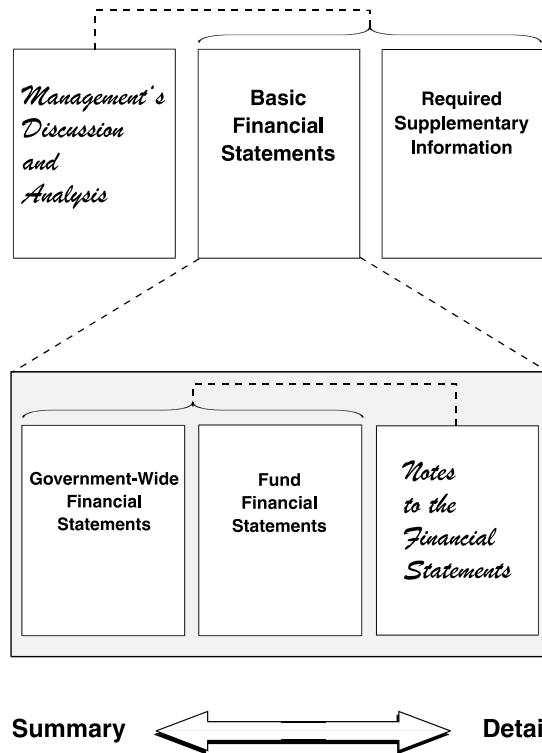 Management's
Discussion
and
Analysis
Basic
Financial
Statements
Required
Supplementary
Information
Government-Wide
Financial
Statements
Fund
Financial
Statements
Notes
to the
Financial
Statements
Summary
Detai